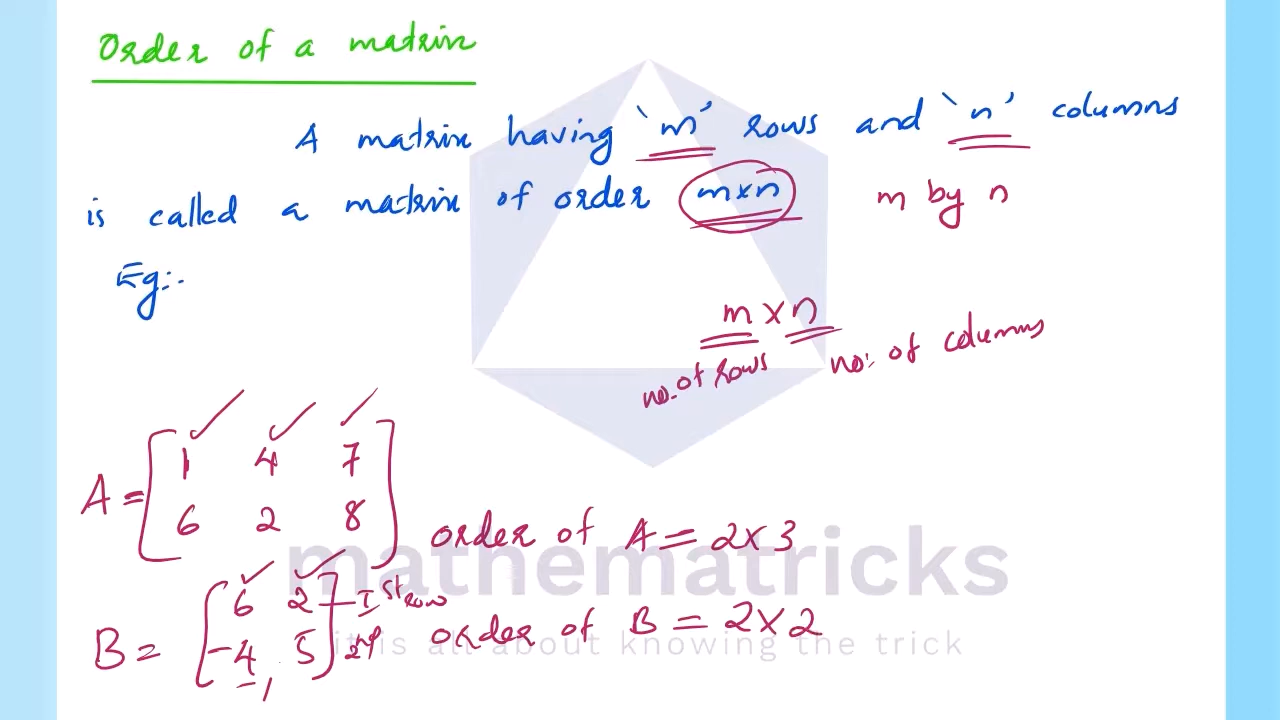 Order of a matrix
A matrix having 'm' rows and 'n' columns
is called a matrix of order m×n m by n
Eg:-
m × n
no. of rows no: of columns
A = [1 4 7
6 2 8] order of A = 2×3
mathematricks
B = [6 2 Ist row
-4, 5] 2nd order of B = 2×2
it is all about knowing the trick